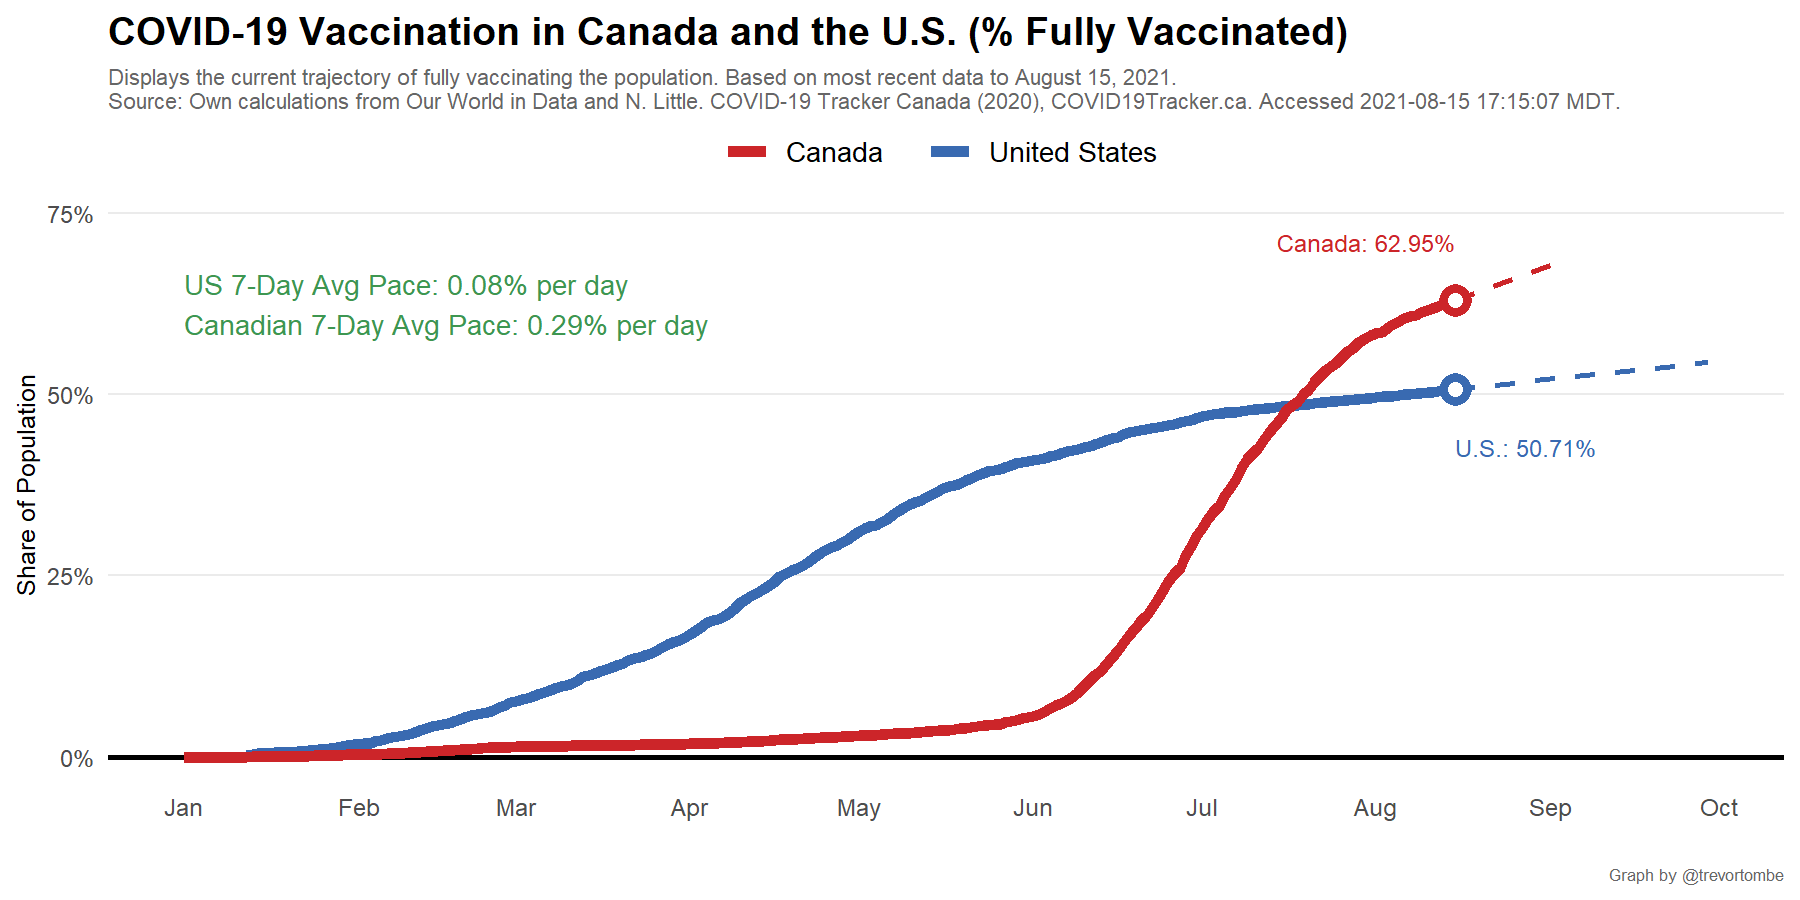 COVID-19 Vaccination in Canada and the U.S. (% Fully Vaccinated)
Displays the current trajectory of fully vaccinating the population. Based on most recent data to August 15, 2021.
Source: Own calculations from Our World in Data and N. Little. COVID-19 Tracker Canada (2020), COVID19Tracker.ca. Accessed 2021-08-15 17:15:07 MDT.
Canada
United States
75%
Canada: 62.95%
US 7-Day Avg Pace: 0.08% per day
Canadian 7-Day Avg Pace: 0.29% per day
50%
U.S.: 50.71%
Share of Population
25%
0%
Jan Feb Mar Apr May Jun Jul Aug Sep Oct
Graph by @trevortombe